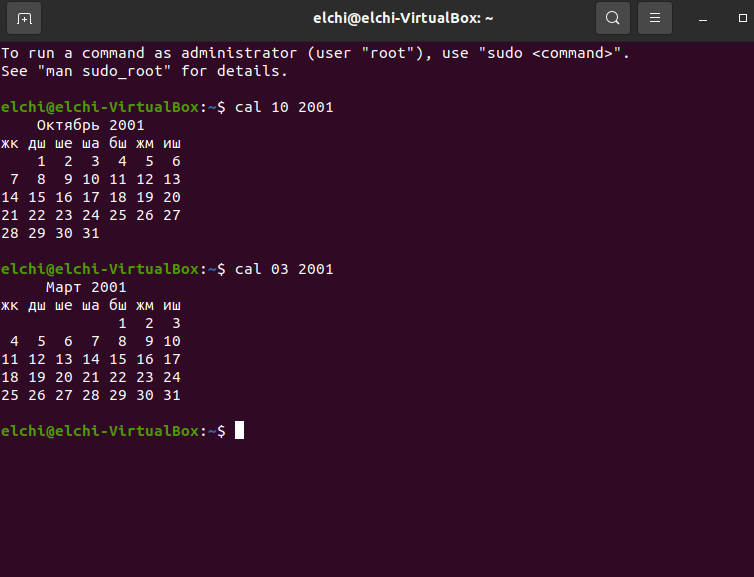 elchi@elchi-VirtualBox: ~
To run a command as administrator (user "root"), use "sudo <command>".
See "man sudo_root" for details.
elchi@elchi-VirtualBox:~$ cal 10 2001
Октябрь 2001
жк дш ше ша бш жм иш
1 2 3 4 5 6
7 8 9 10 11 12 13
14 15 16 17 18 19 20
21 22 23 24 25 26 27
28 29 30 31
elchi@elchi-VirtualBox:~$ cal 03 2001
Март 2001
жк дш ше ша бш жм иш
1 2 3
4 5 6 7 8 9 10
11 12 13 14 15 16 17
18 19 20 21 22 23 24
25 26 27 28 29 30 31
elchi@elchi-VirtualBox:~$